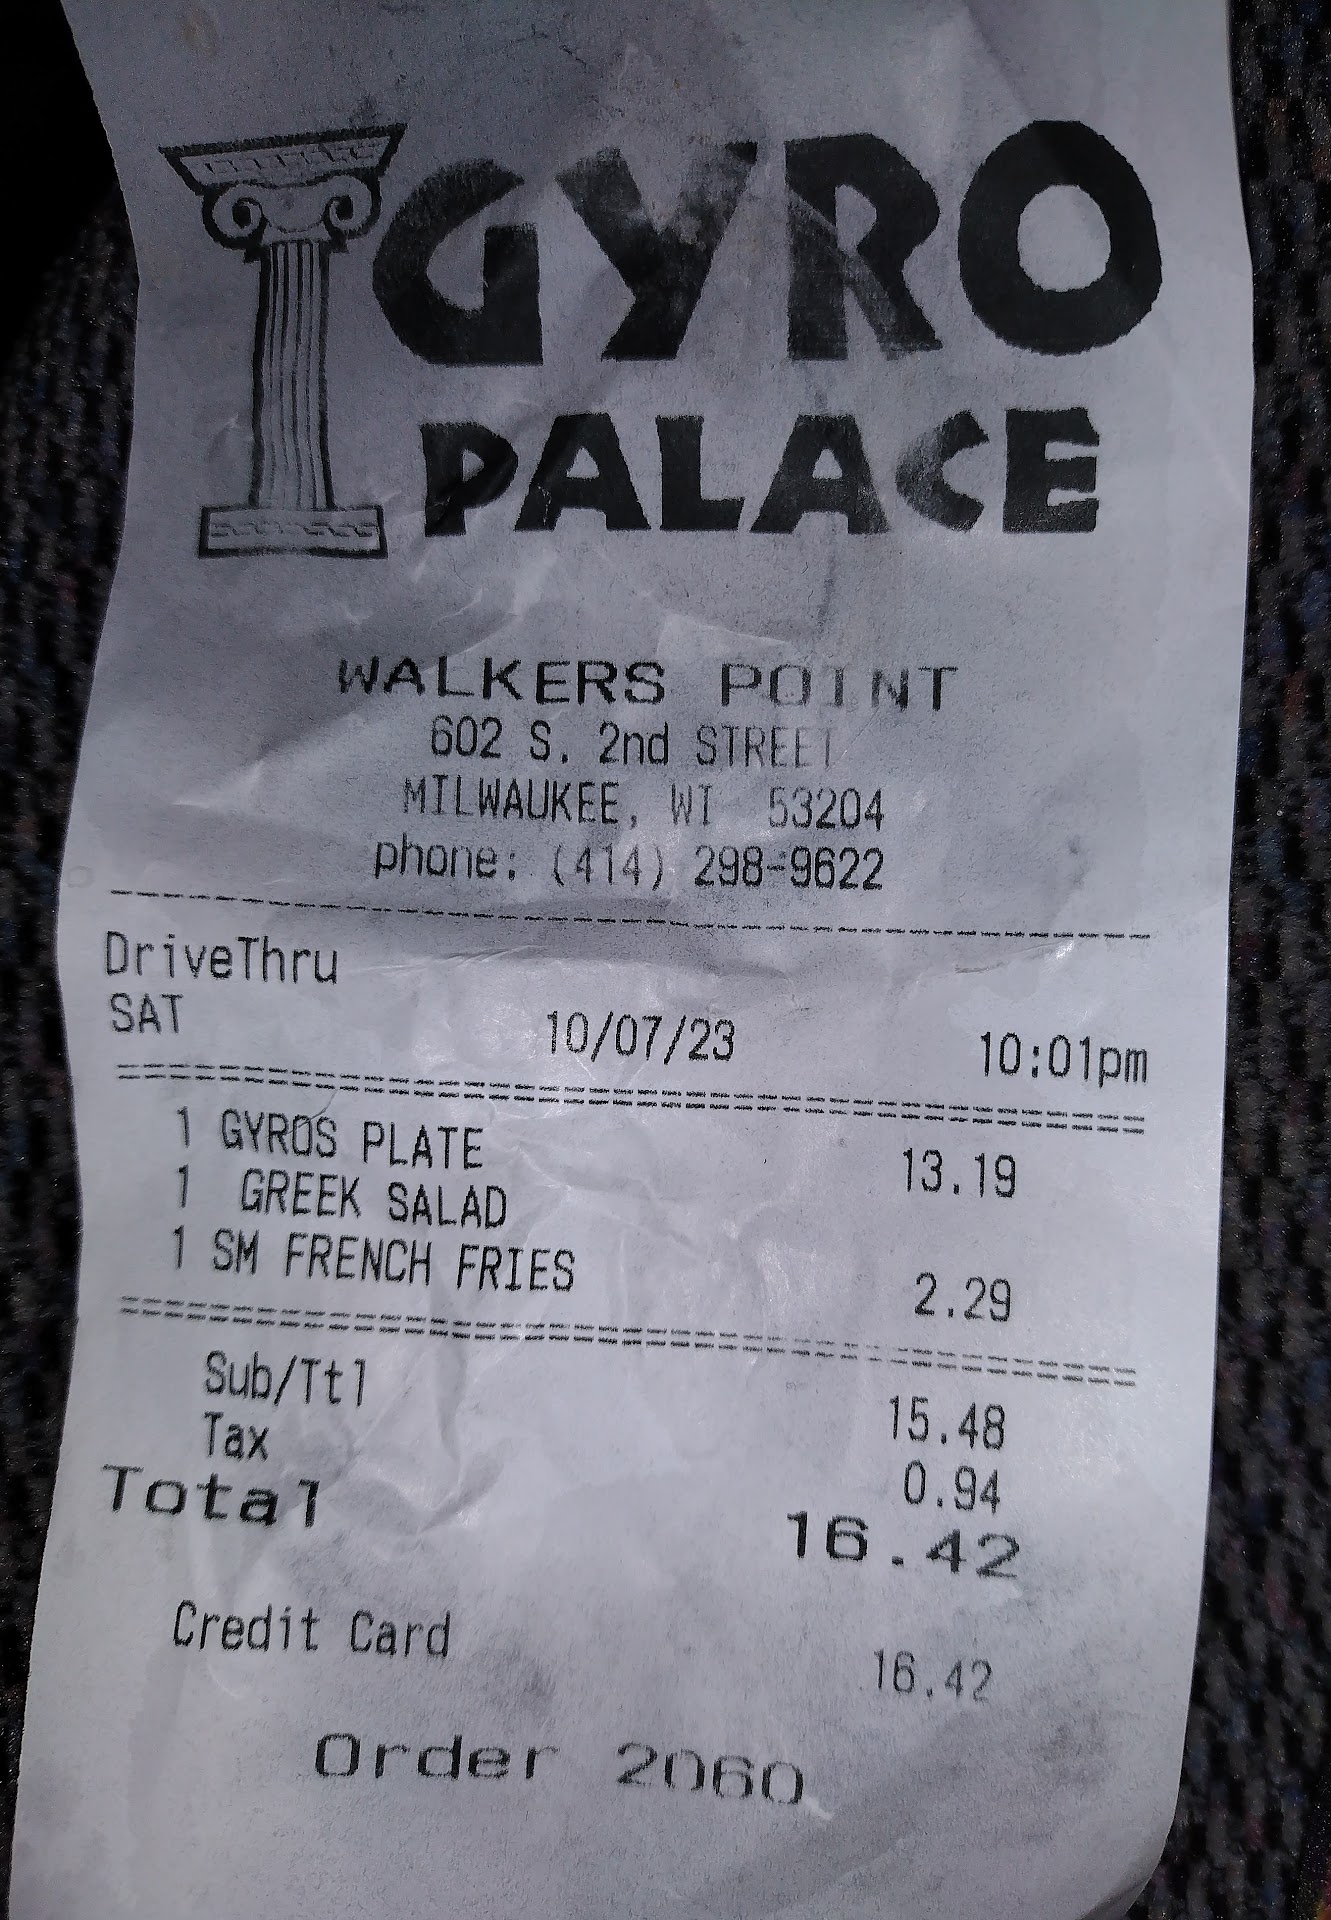 GYRO
PALACE
WALKERS POINT
602 S. 2nd STREET
MILWAUKEE, WI 53204
phone: (414) 298-9622
DriveThru
SAT 10/07/23 10:01pm
1 GYROS PLATE 13.19
1 GREEK SALAD
1 SM FRENCH FRIES 2.29
Sub/Ttl 15.48
Tax 0.94
Total 16.42
Credit Card 16.42
Order 2060